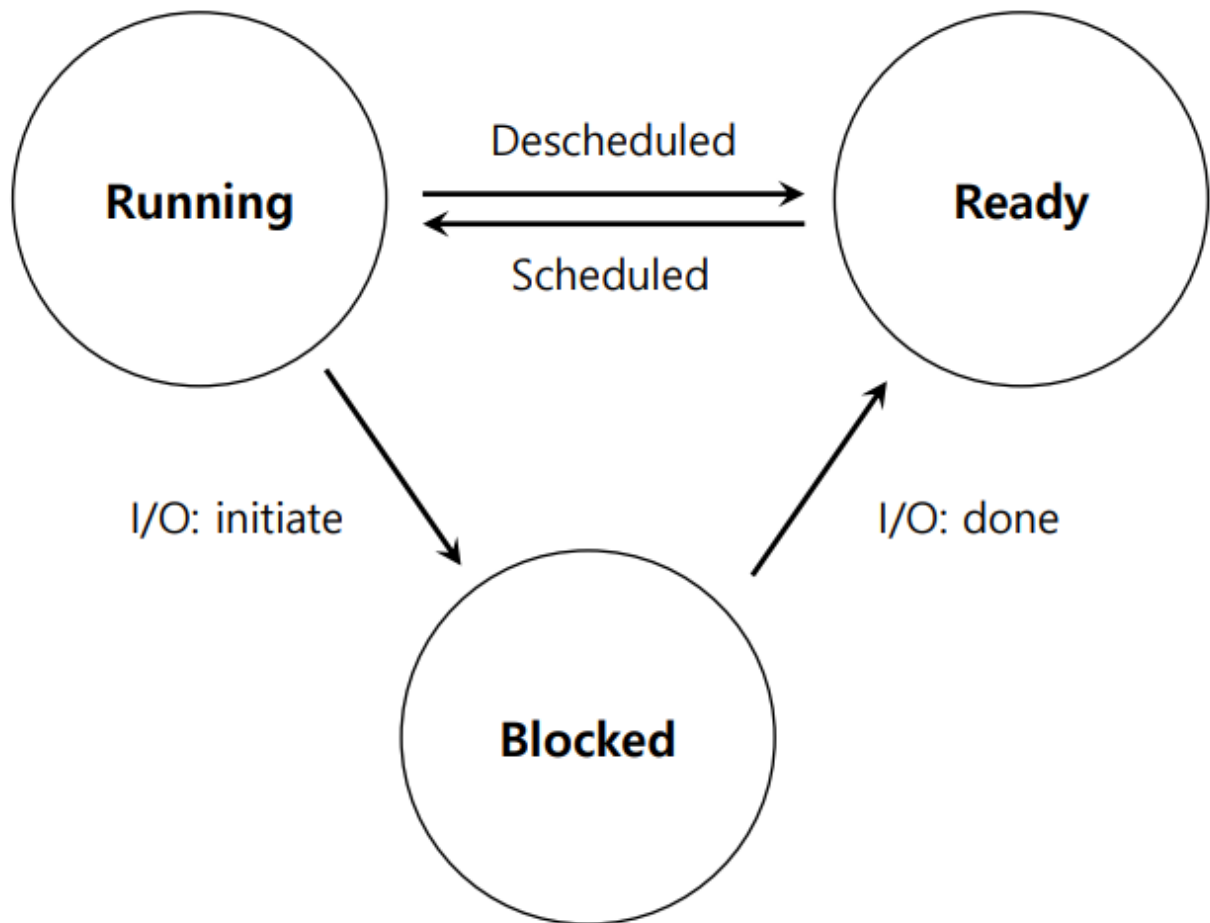 Descheduled
Running
Ready
Scheduled
I/O: initiate
I/O: done
Blocked